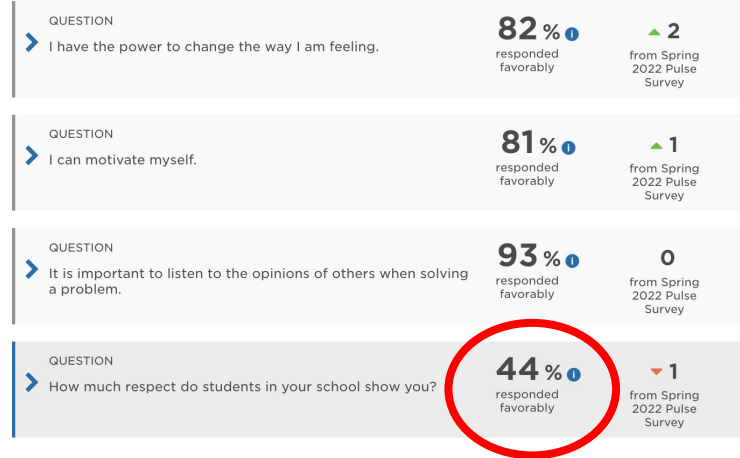 QUESTION
I have the power to change the way I am feeling.
82 % i
responded
favorably
2
from Spring
2022 Pulse
Survey
QUESTION
I can motivate myself.
81 % i
responded
favorably
1
from Spring
2022 Pulse
Survey
QUESTION
It is important to listen to the opinions of others when solving
a problem.
93 % i
responded
favorably
0
from Spring
2022 Pulse
Survey
QUESTION
How much respect do students in your school show you?
44 % i
responded
favorably
1
from Spring
2022 Pulse
Survey